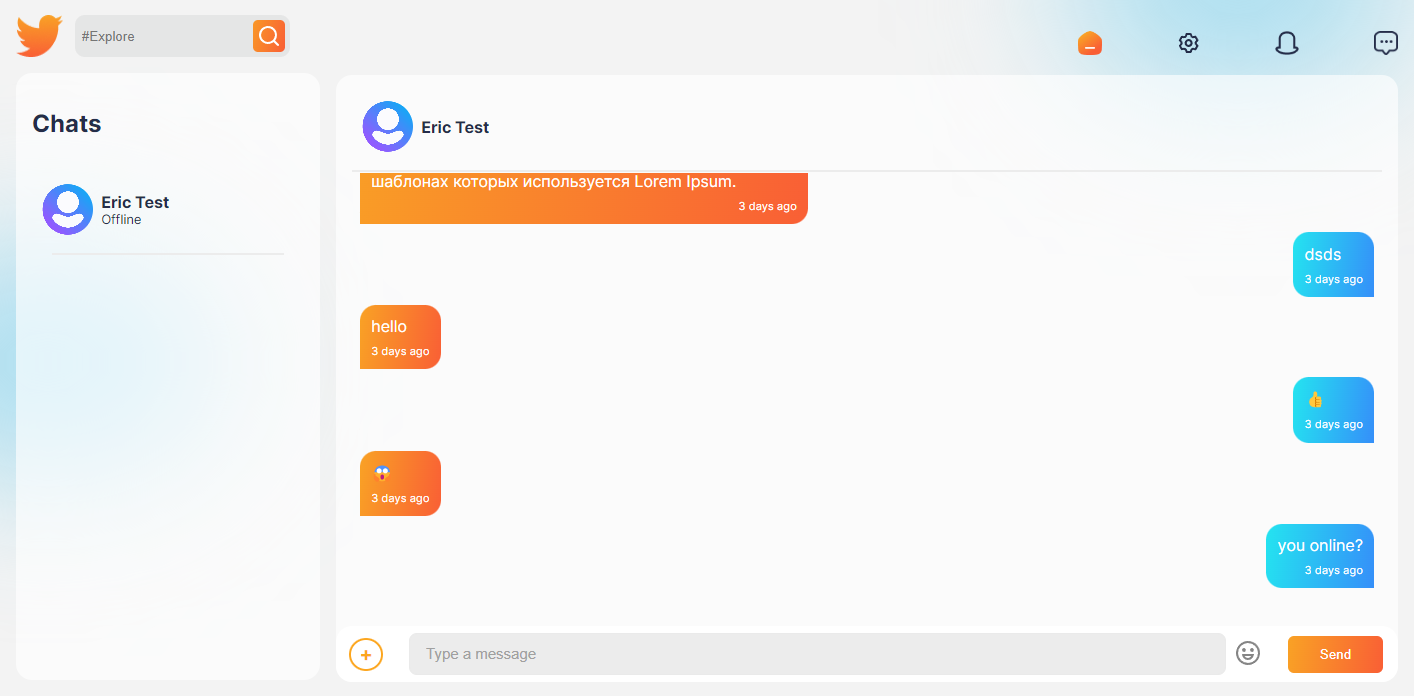 #Explore
Chats
Eric Test
Offline
Eric Test
шаблонах которых используется Lorem Ipsum.
3 days ago
dsds
3 days ago
hello
3 days ago
👍
3 days ago
😱
3 days ago
you online?
3 days ago
Type a message
Send